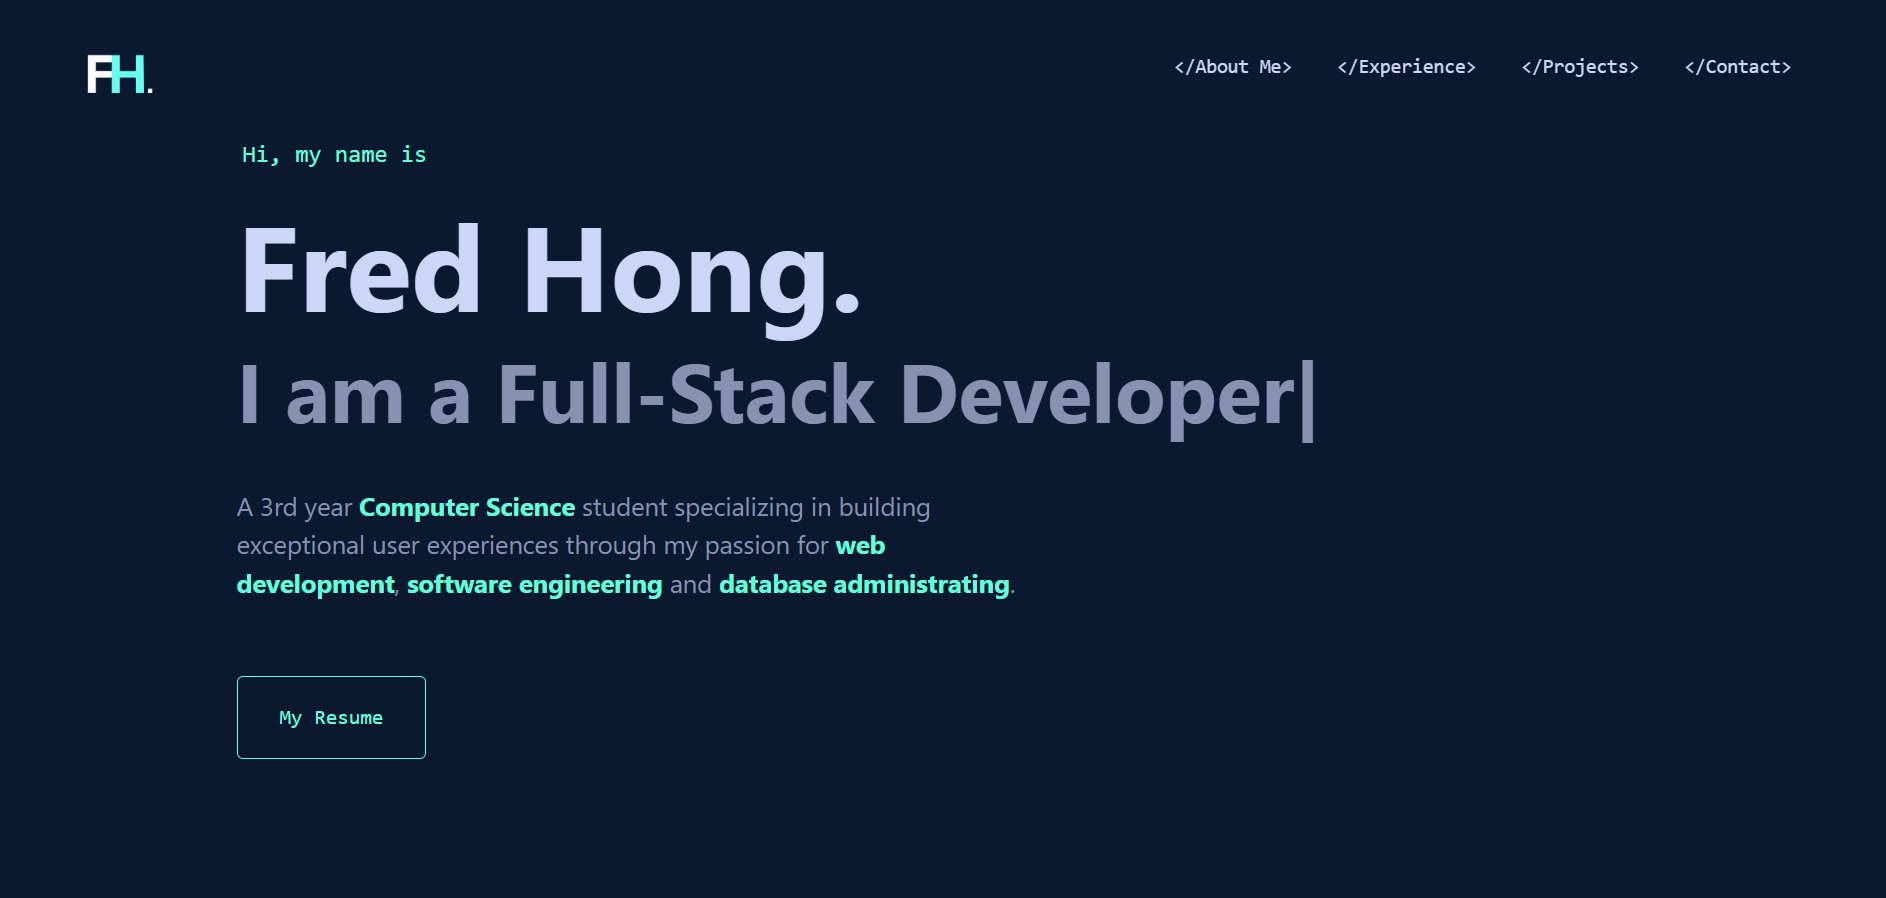 FH.
</About Me> </Experience> </Projects> </Contact>
Hi, my name is
Fred Hong.
I am a Full-Stack Developer|
A 3rd year Computer Science student specializing in building
exceptional user experiences through my passion for web
development, software engineering and database administrating.
My Resume